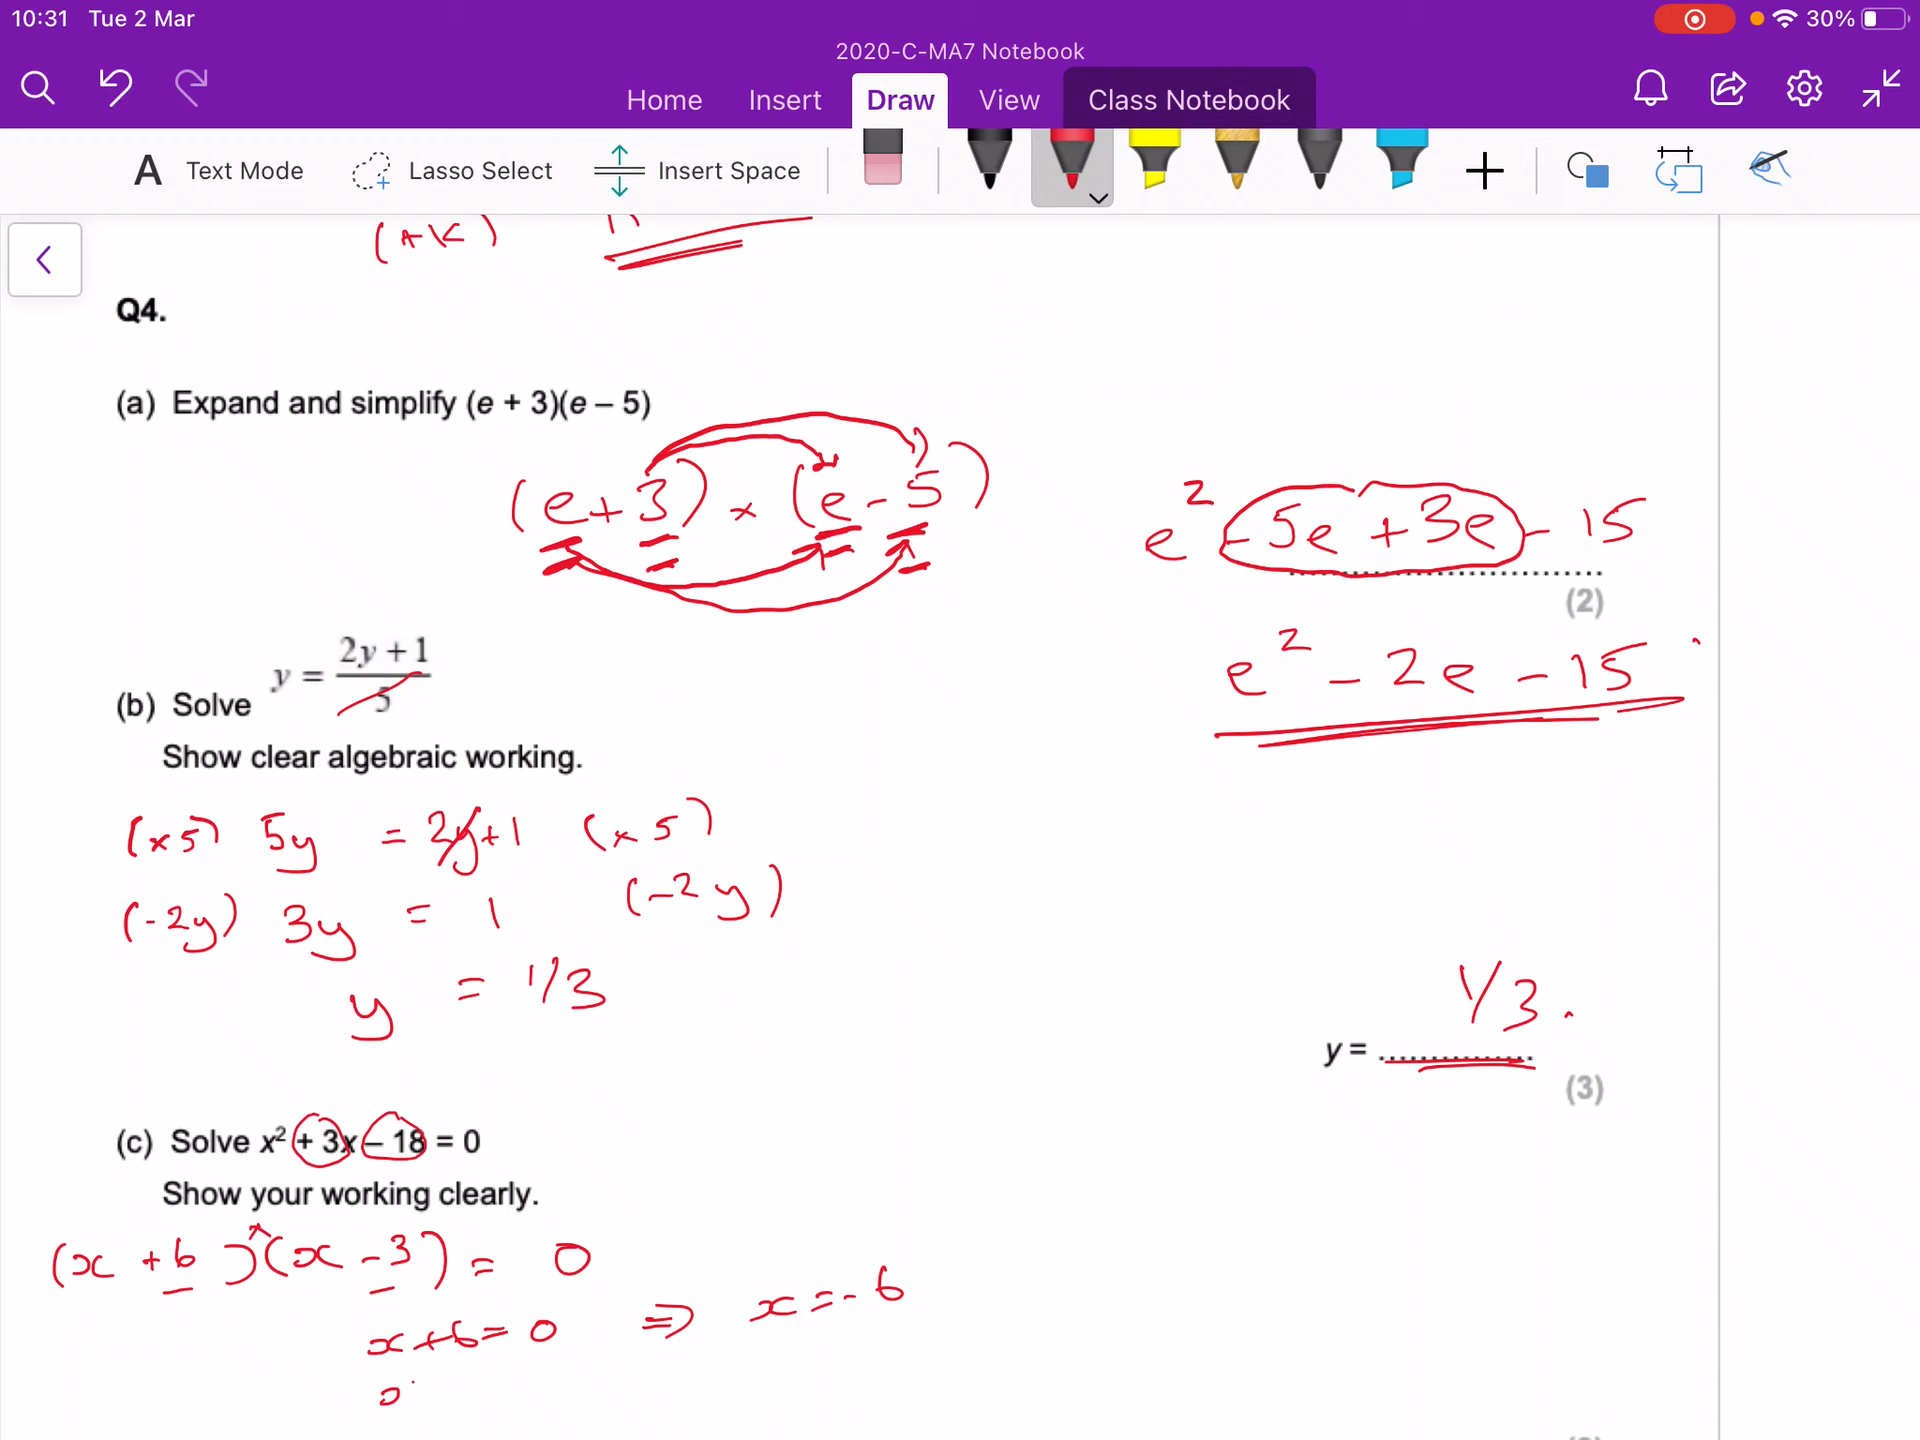 10:31 Tue 2 Mar 30%
2020-C-MA7 Notebook
Home Insert Draw View Class Notebook
A Text Mode Lasso Select Insert Space
Q4.
(a) Expand and simplify (e + 3)(e – 5)
(e+3) × (e-5)
e² -5e +3e -15
(2)
e² - 2e - 15
(b) Solve y = (2y + 1)/5
Show clear algebraic working.
(×5) 5y = 2y+1 (×5)
(-2y) 3y = 1 (-2y)
y = 1/3
1/3.
y = ................
(3)
(c) Solve x² + 3x – 18 = 0
Show your working clearly.
(x + 6)(x - 3) = 0
x+6=0 ⇒ x=-6